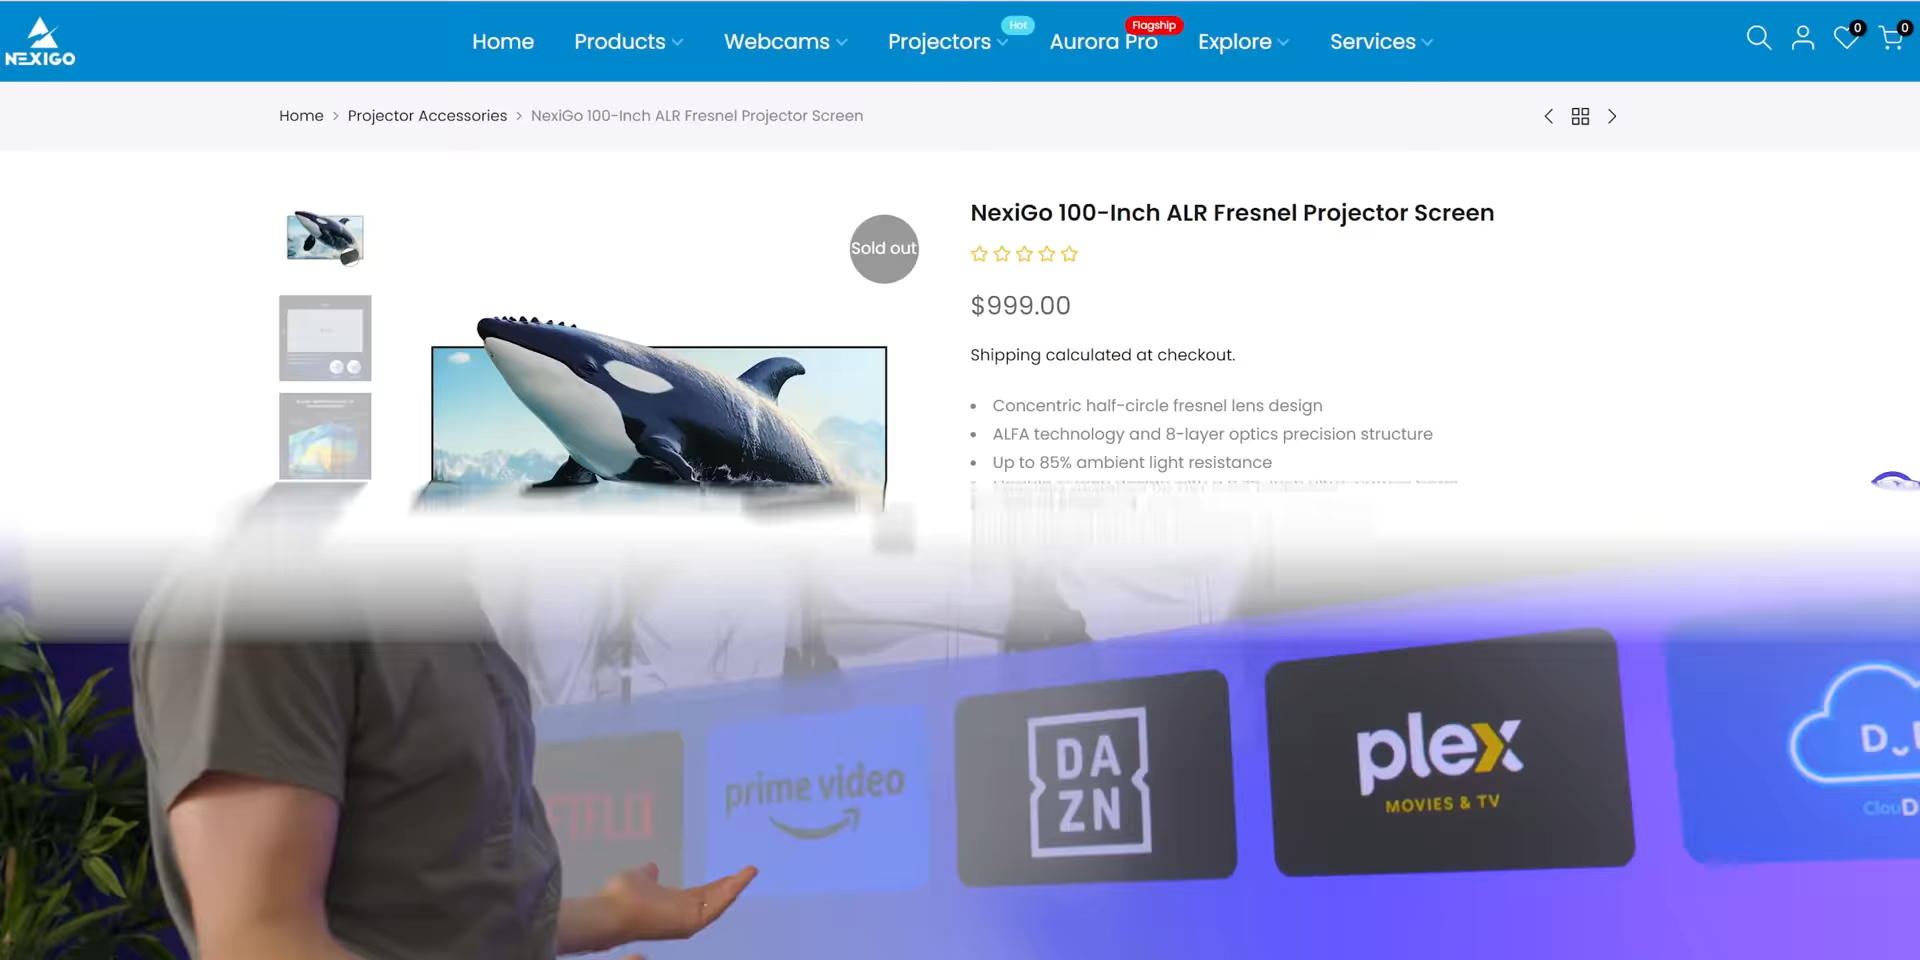 NEXIGO
Home
Products
Webcams
Projectors
Hot
Aurora Pro
Flagship
Explore
Services
0
0
Home > Projector Accessories > NexiGo 100-Inch ALR Fresnel Projector Screen
Sold out
NexiGo 100-Inch ALR Fresnel Projector Screen
$999.00
Shipping calculated at checkout.
• Concentric half-circle fresnel lens design
• ALFA technology and 8-layer optics precision structure
• Up to 85% ambient light resistance
NETFLIX
prime video
DAZN
plex
MOVIES & TV